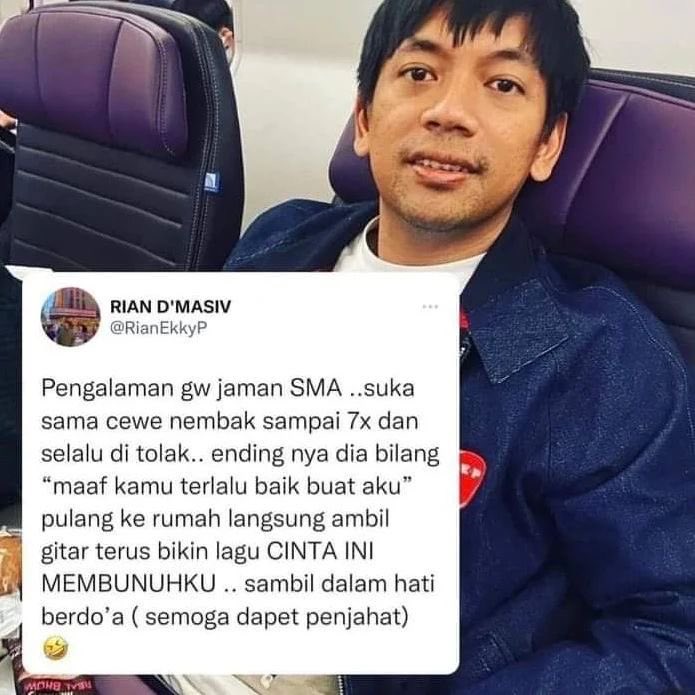 RIAN D'MASIV
@RianEkkyP
Pengalaman gw jaman SMA ..suka
sama cewe nembak sampai 7x dan
selalu di tolak.. ending nya dia bilang
“maaf kamu terlalu baik buat aku”
pulang ke rumah langsung ambil
gitar terus bikin lagu CINTA INI
MEMBUNUHKU .. sambil dalam hati
berdo’a ( semoga dapet penjahat)
🤣